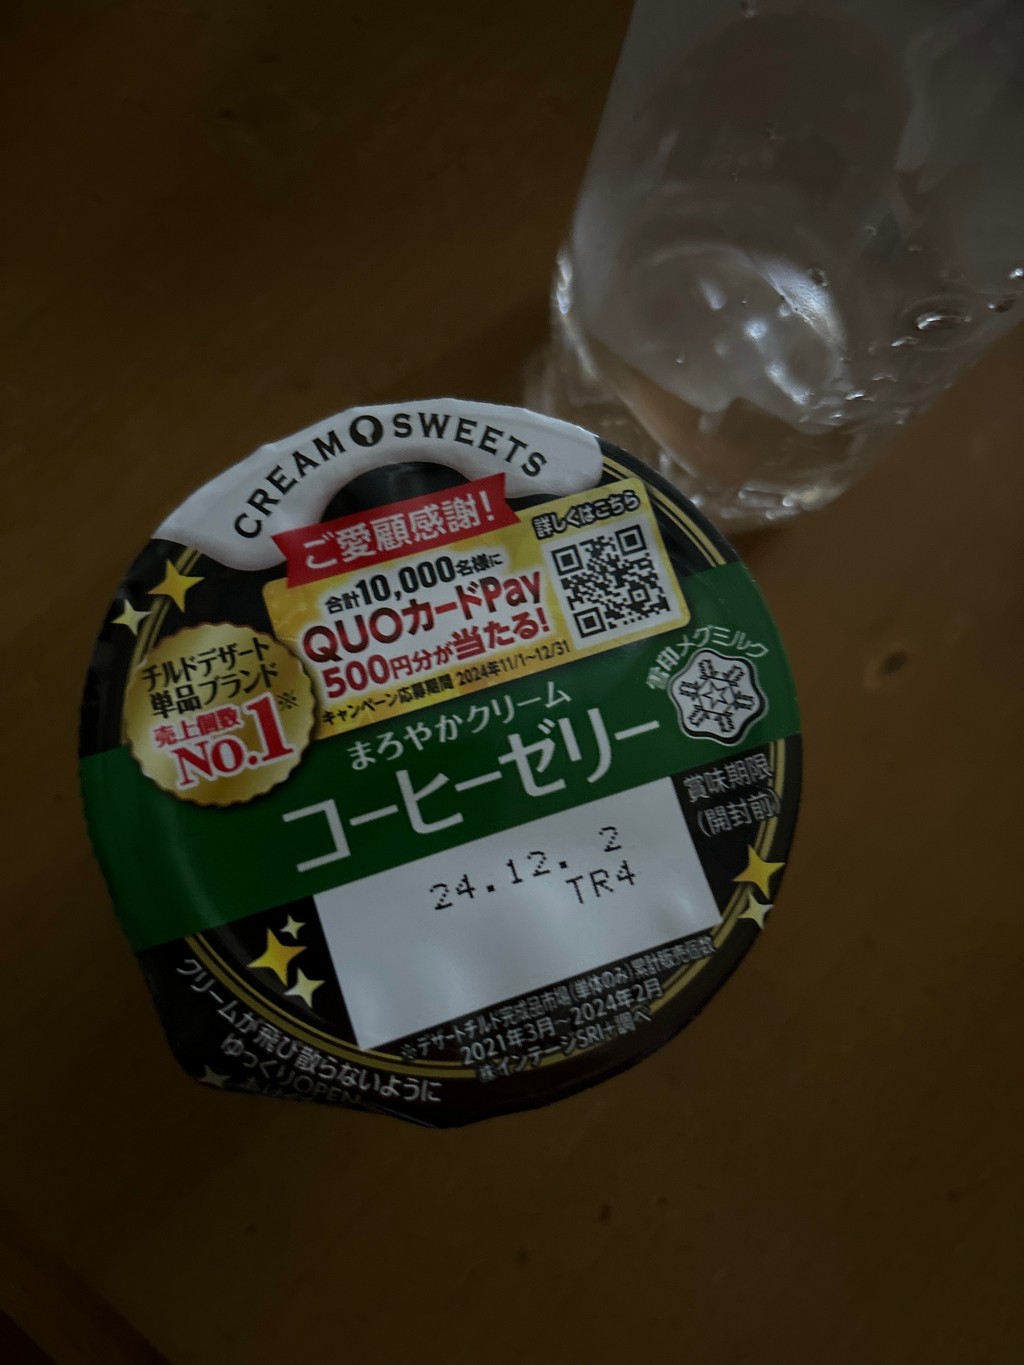 CREAM SWEETS
ご愛顧感謝!
詳しくはこちら
合計10,000名様に
QUOカードPay
500円分が当たる!
キャンペーン応募期間 2024年11/1~12/31
チルドデザート
単品ブランド
売上個数
No.1※
雪印メグミルク
まろやかクリーム
コーヒーゼリー
賞味期限
(開封前)
24.12. 2
TR4
※デザートチルド完成品市場(単体のみ)累計販売個数
2021年3月~2024年2月
㈱インテージSRI+調べ
クリームが飛び散らないように
ゆっくりOPEN